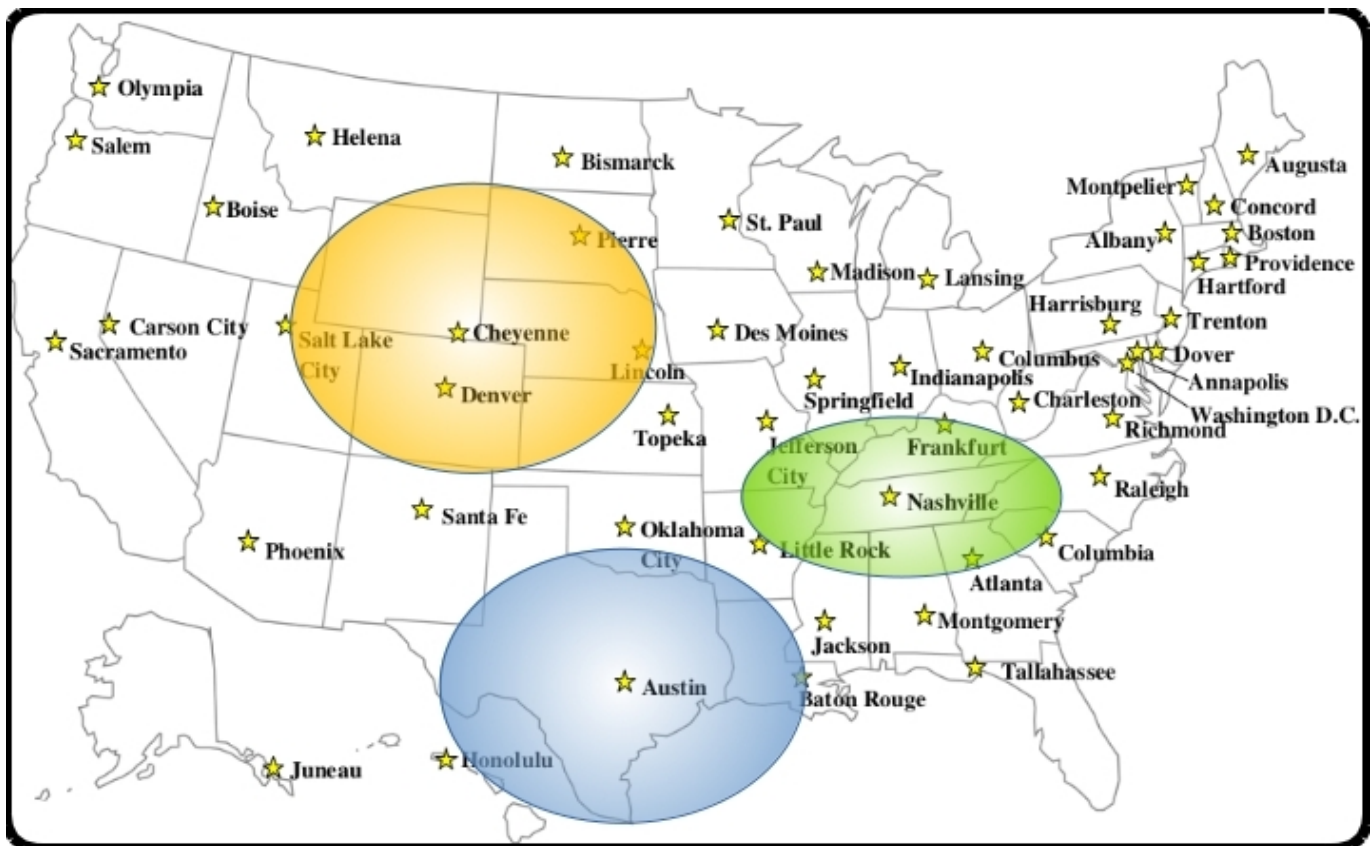 Olympia
Salem
Helena
Bismarck
Boise
Pierre
St. Paul
Augusta
Montpelier
Concord
Albany
Boston
Providence
Hartford
Madison
Lansing
Harrisburg
Trenton
Carson City
Sacramento
Salt Lake
City
Cheyenne
Denver
Lincoln
Des Moines
Columbus
Dover
Annapolis
Indianapolis
Springfield
Charleston
Washington D.C.
Richmond
Topeka
Jefferson
City
Frankfurt
Raleigh
Nashville
Santa Fe
Oklahoma
City
Phoenix
Little Rock
Columbia
Atlanta
Jackson
Montgomery
Tallahassee
Austin
Baton Rouge
Juneau
Honolulu